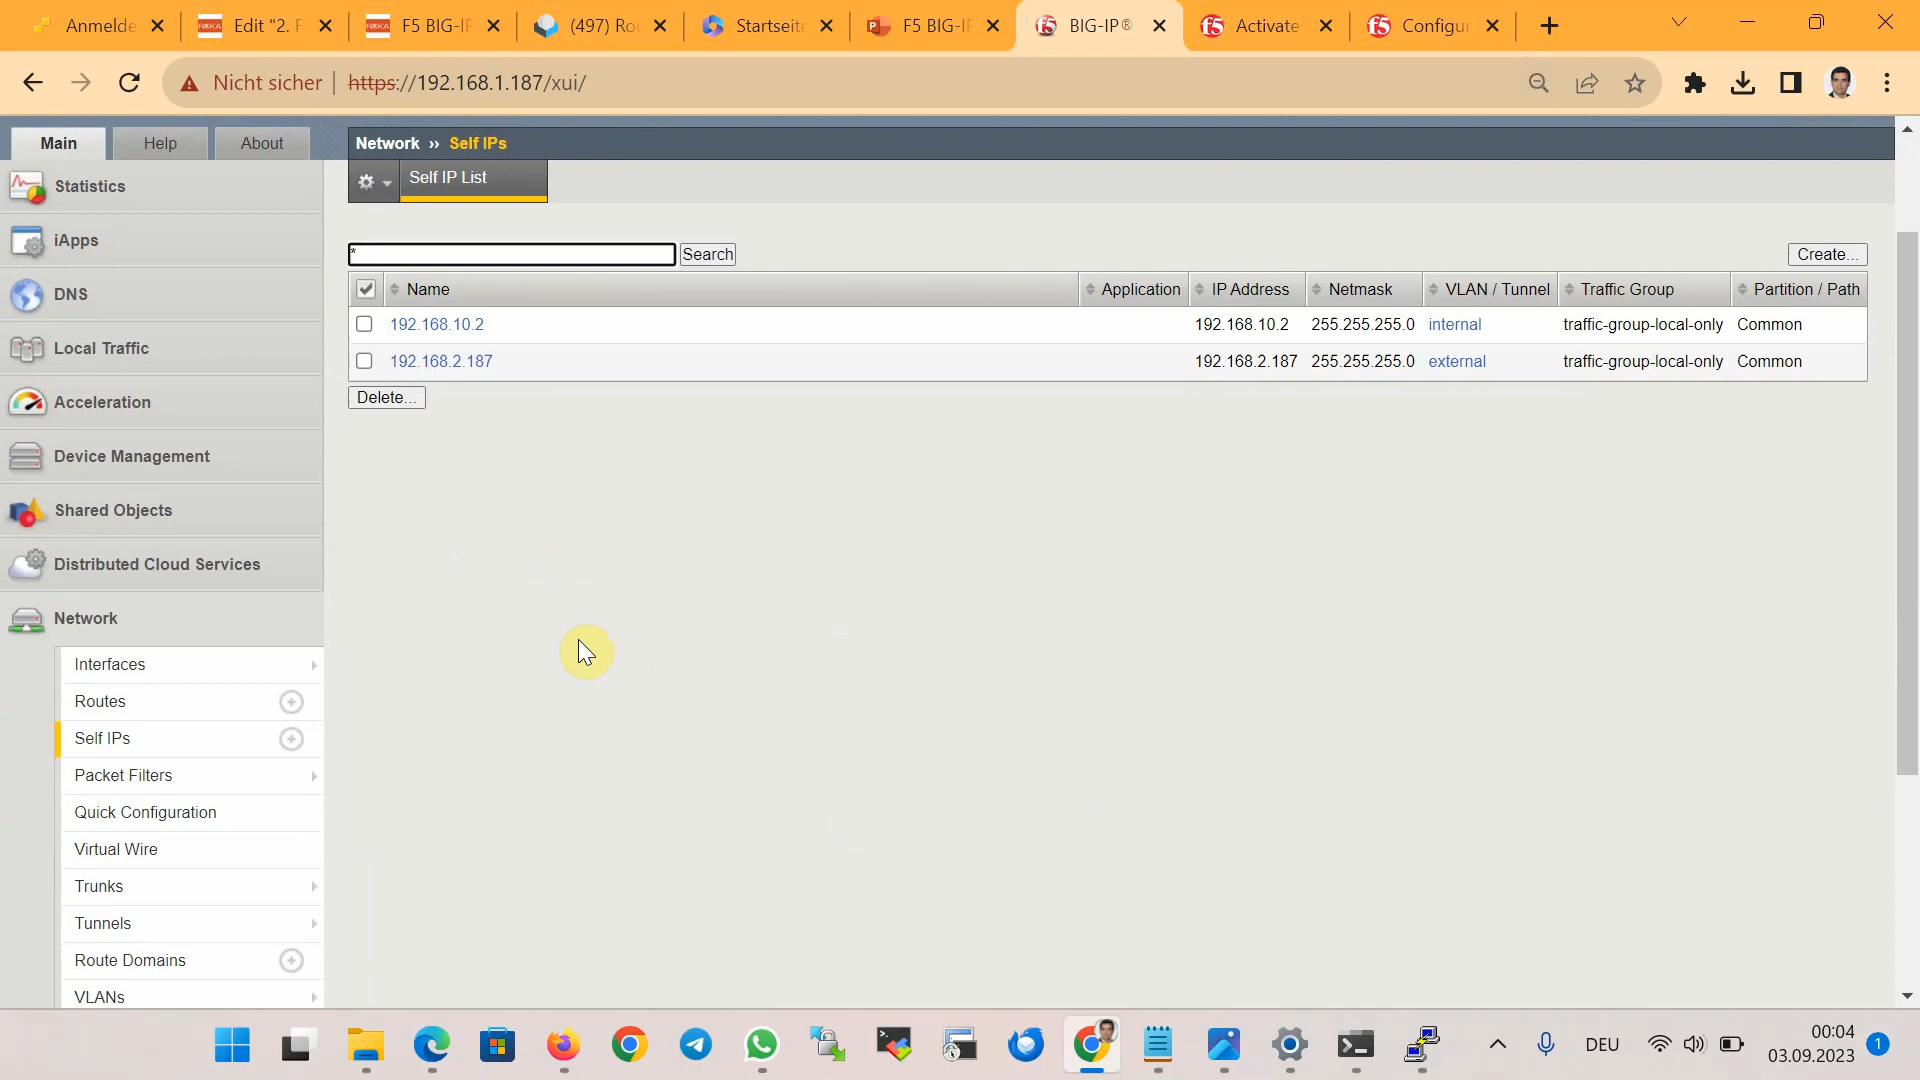 Anmelde
Edit "2. F
F5 BIG-IF
(497) Ro
Startseite
F5 BIG-IF
BIG-IP®
Activate
Configur
Nicht sicher
https://192.168.1.187/xui/
Main
Help
About
Network ›› Self IPs
Self IP List
Statistics
iApps
DNS
Local Traffic
Acceleration
Device Management
Shared Objects
Distributed Cloud Services
Network
Interfaces
Routes
Self IPs
Packet Filters
Quick Configuration
Virtual Wire
Trunks
Tunnels
Route Domains
VLANs
*
Search
Create...
Name Application IP Address Netmask VLAN / Tunnel Traffic Group Partition / Path
192.168.10.2 192.168.10.2 255.255.255.0 internal traffic-group-local-only Common
192.168.2.187 192.168.2.187 255.255.255.0 external traffic-group-local-only Common
Delete...
DEU
00:04
03.09.2023
1